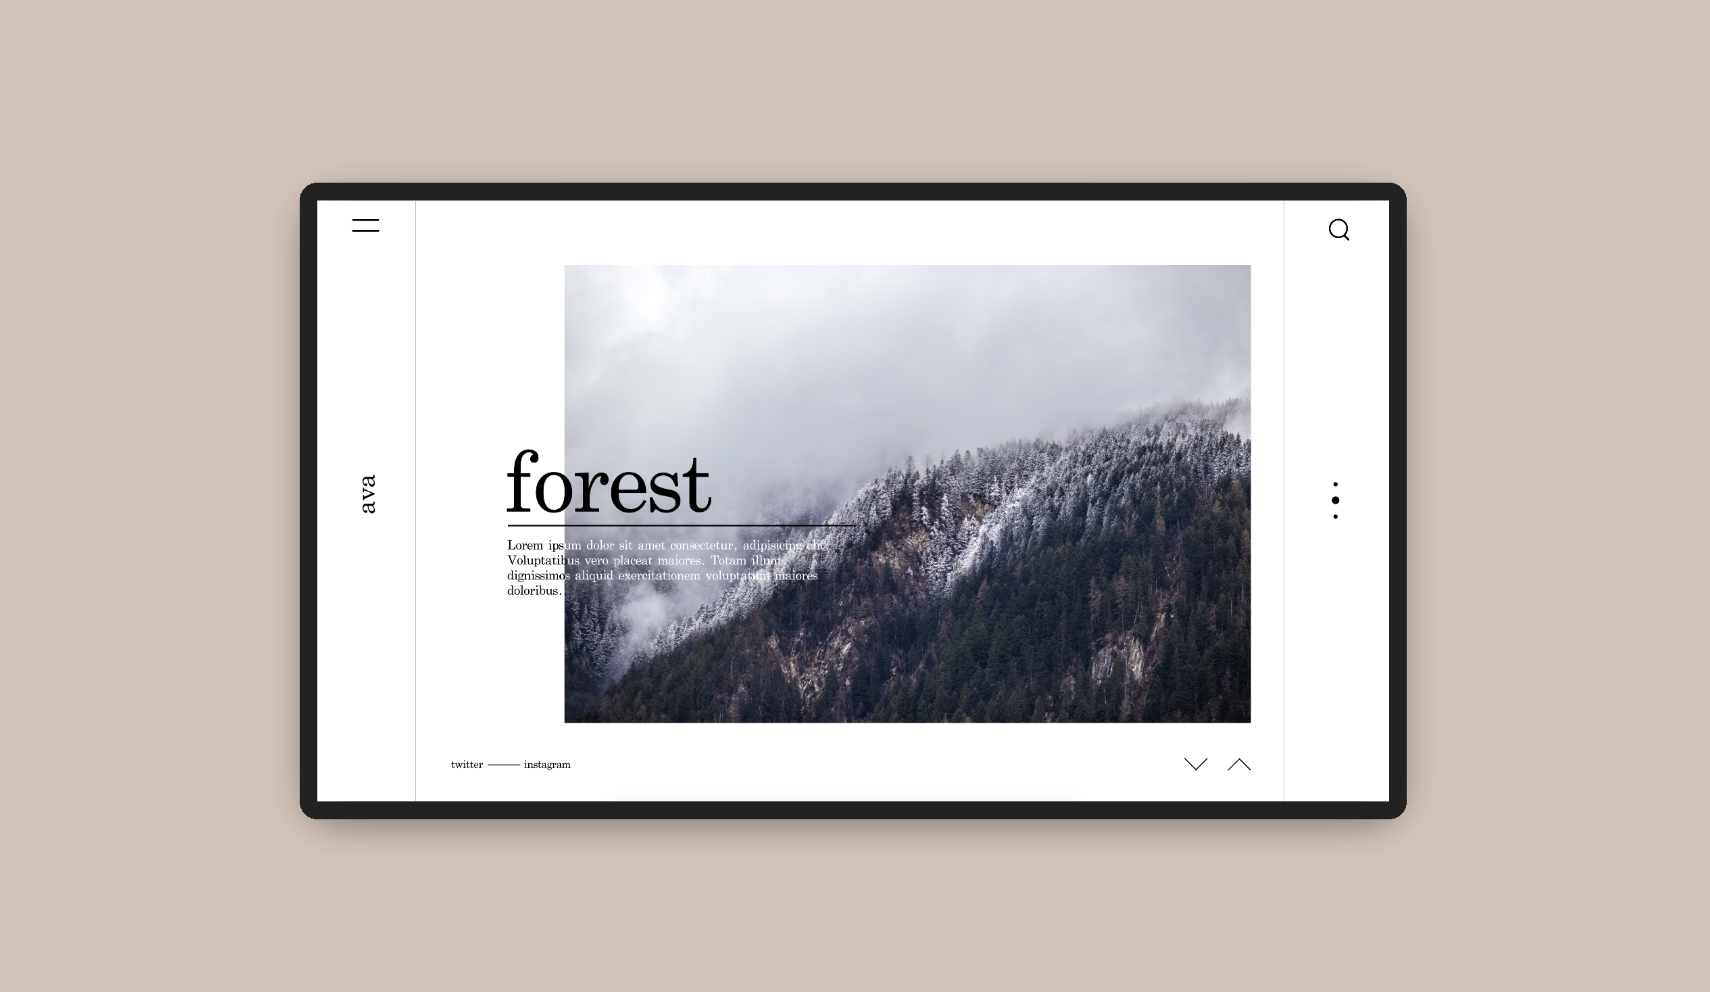 ava
forest
Lorem ipsum dolor sit amet consectetur, adipisicing elit.
Voluptatibus vero placeat maiores. Totam illum,
dignissimos aliquid exercitationem voluptatum maiores
doloribus.
twitter instagram